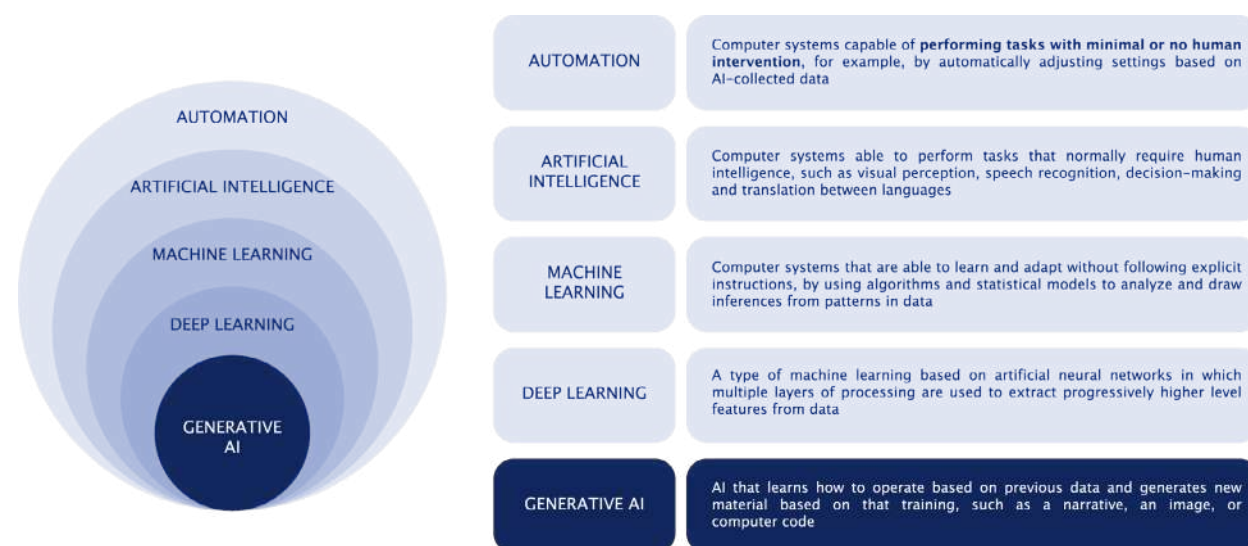 AUTOMATION
ARTIFICIAL INTELLIGENCE
MACHINE LEARNING
DEEP LEARNING
GENERATIVE
AI
AUTOMATION
Computer systems capable of performing tasks with minimal or no human
intervention, for example, by automatically adjusting settings based on
AI-collected data
ARTIFICIAL
INTELLIGENCE
Computer systems able to perform tasks that normally require human
intelligence, such as visual perception, speech recognition, decision-making
and translation between languages
MACHINE
LEARNING
Computer systems that are able to learn and adapt without following explicit
instructions, by using algorithms and statistical models to analyze and draw
inferences from patterns in data
DEEP LEARNING
A type of machine learning based on artificial neural networks in which
multiple layers of processing are used to extract progressively higher level
features from data
GENERATIVE AI
AI that learns how to operate based on previous data and generates new
material based on that training, such as a narrative, an image, or
computer code